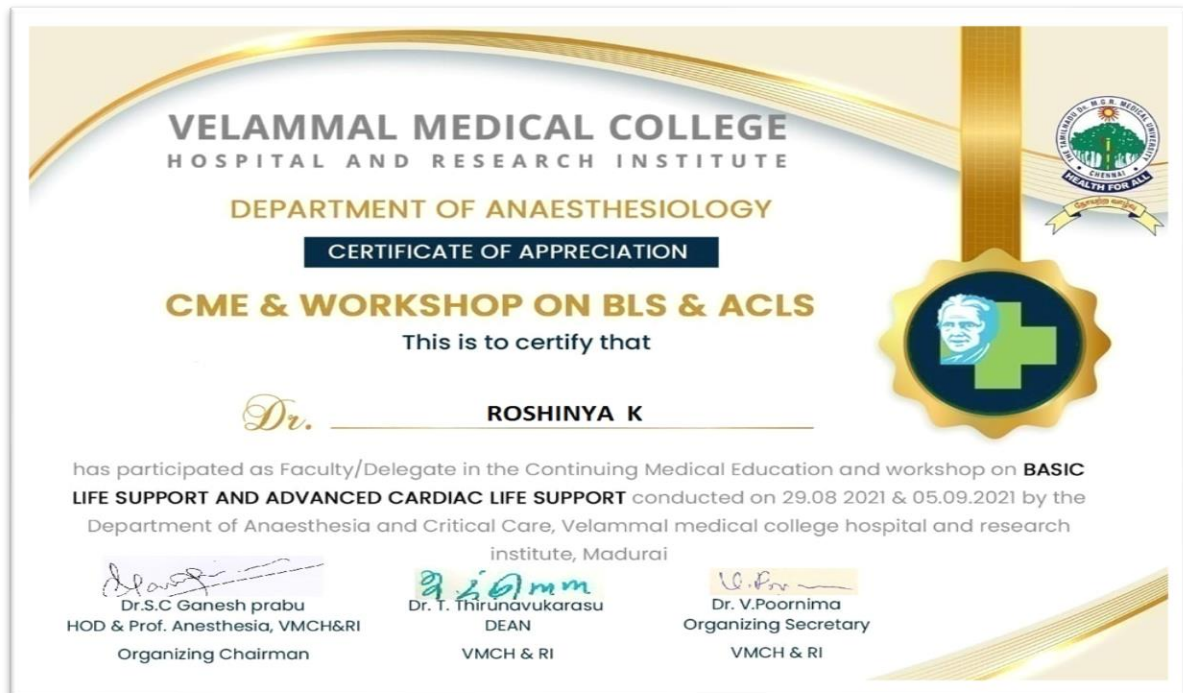 VELAMMAL MEDICAL COLLEGE
HOSPITAL AND RESEARCH INSTITUTE
THE TAMILNADU Dr. M.G.R. MEDICAL UNIVERSITY
CHENNAI
HEALTH FOR ALL
DEPARTMENT OF ANAESTHESIOLOGY
CERTIFICATE OF APPRECIATION
CME & WORKSHOP ON BLS & ACLS
This is to certify that
Dr. ROSHINYA K
has participated as Faculty/Delegate in the Continuing Medical Education and workshop on BASIC
LIFE SUPPORT AND ADVANCED CARDIAC LIFE SUPPORT conducted on 29.08 2021 & 05.09.2021 by the
Department of Anaesthesia and Critical Care, Velammal medical college hospital and research
institute, Madurai
Dr.S.C Ganesh prabu
HOD & Prof. Anesthesia, VMCH&RI
Organizing Chairman
Dr. T. Thirunavukarasu
DEAN
VMCH & RI
Dr. V.Poornima
Organizing Secretary
VMCH & RI